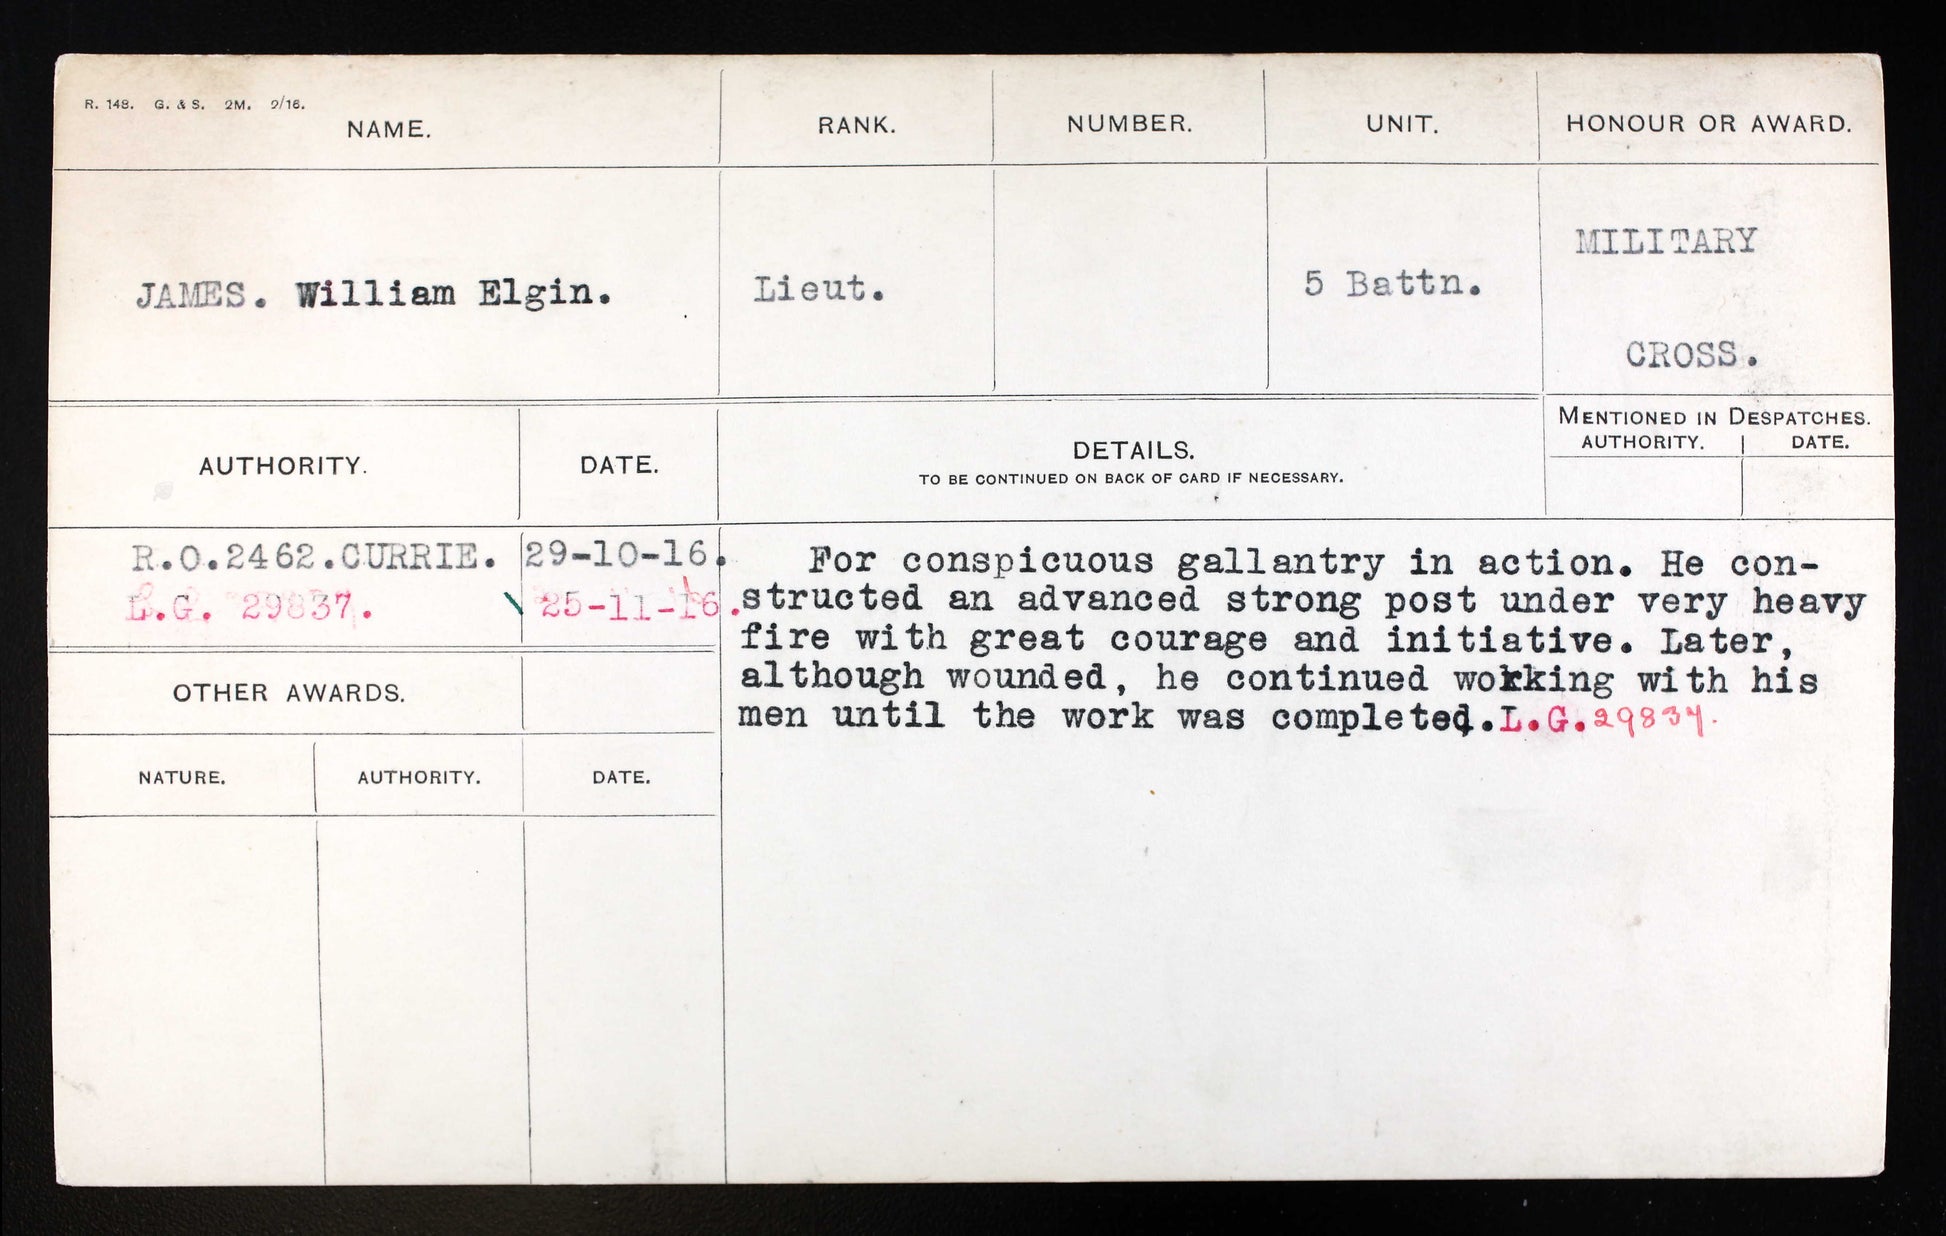 R. 148. G. & S. 2M. 2/16.
NAME.
RANK.
NUMBER.
UNIT.
HONOUR OR AWARD.
JAMES. William Elgin.
Lieut.
5 Battn.
MILITARY
CROSS.
AUTHORITY.
DATE.
DETAILS.
TO BE CONTINUED ON BACK OF CARD IF NECESSARY.
MENTIONED IN DESPATCHES.
AUTHORITY.
DATE.
R.O.2462.CURRIE.
29-10-16.
L.G. 29837.
25-11-16.
For conspicuous gallantry in action. He con-
structed an advanced strong post under very heavy
fire with great courage and initiative. Later,
although wounded, he continued working with his
men until the work was completed.L.G.29837.
OTHER AWARDS.
NATURE.
AUTHORITY.
DATE.